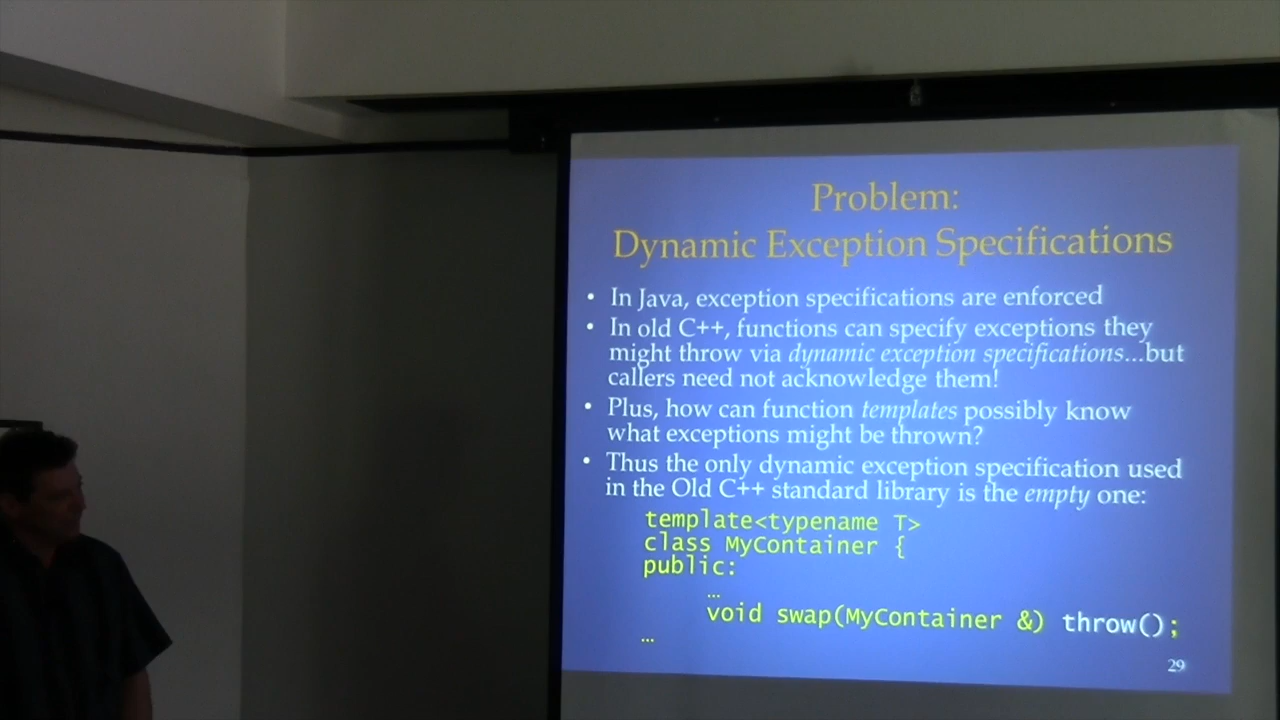 Problem:
Dynamic Exception Specifications
• In Java, exception specifications are enforced
• In old C++, functions can specify exceptions they
might throw via dynamic exception specifications...but
callers need not acknowledge them!
• Plus, how can function templates possibly know
what exceptions might be thrown?
• Thus the only dynamic exception specification used
in the Old C++ standard library is the empty one:
template<typename T>
class MyContainer {
public:
…
void swap(MyContainer &) throw();
…
29